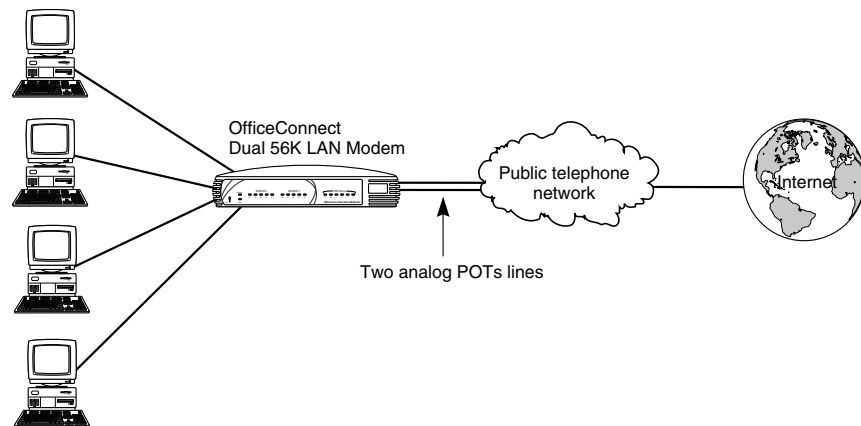 OfficeConnect
Dual 56K LAN Modem
Public telephone
network
Internet
Two analog POTs lines